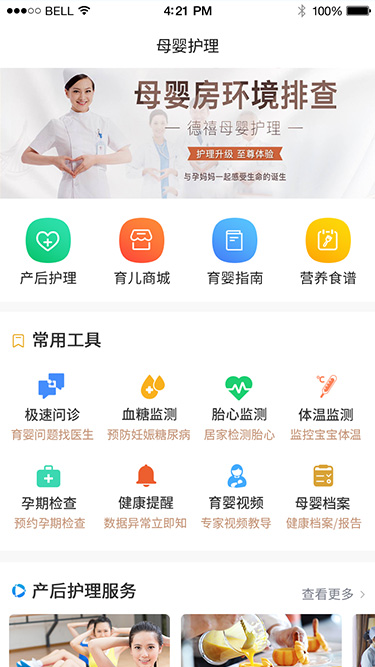 BELL 4:21 PM 100%
母婴护理
母婴房环境排查
德禧母婴护理
护理升级 至尊体验
与孕妈妈一起感受生命的诞生
产后护理 育儿商城 育婴指南 营养食谱
常用工具
极速问诊 血糖监测 胎心监测 体温监测
育婴问题找医生 预防妊娠糖尿病 居家检测胎心 监控宝宝体温
孕期检查 健康提醒 育婴视频 母婴档案
预约孕期检查 数据异常立即知 专家视频教导 健康档案/报告
产后护理服务 查看更多